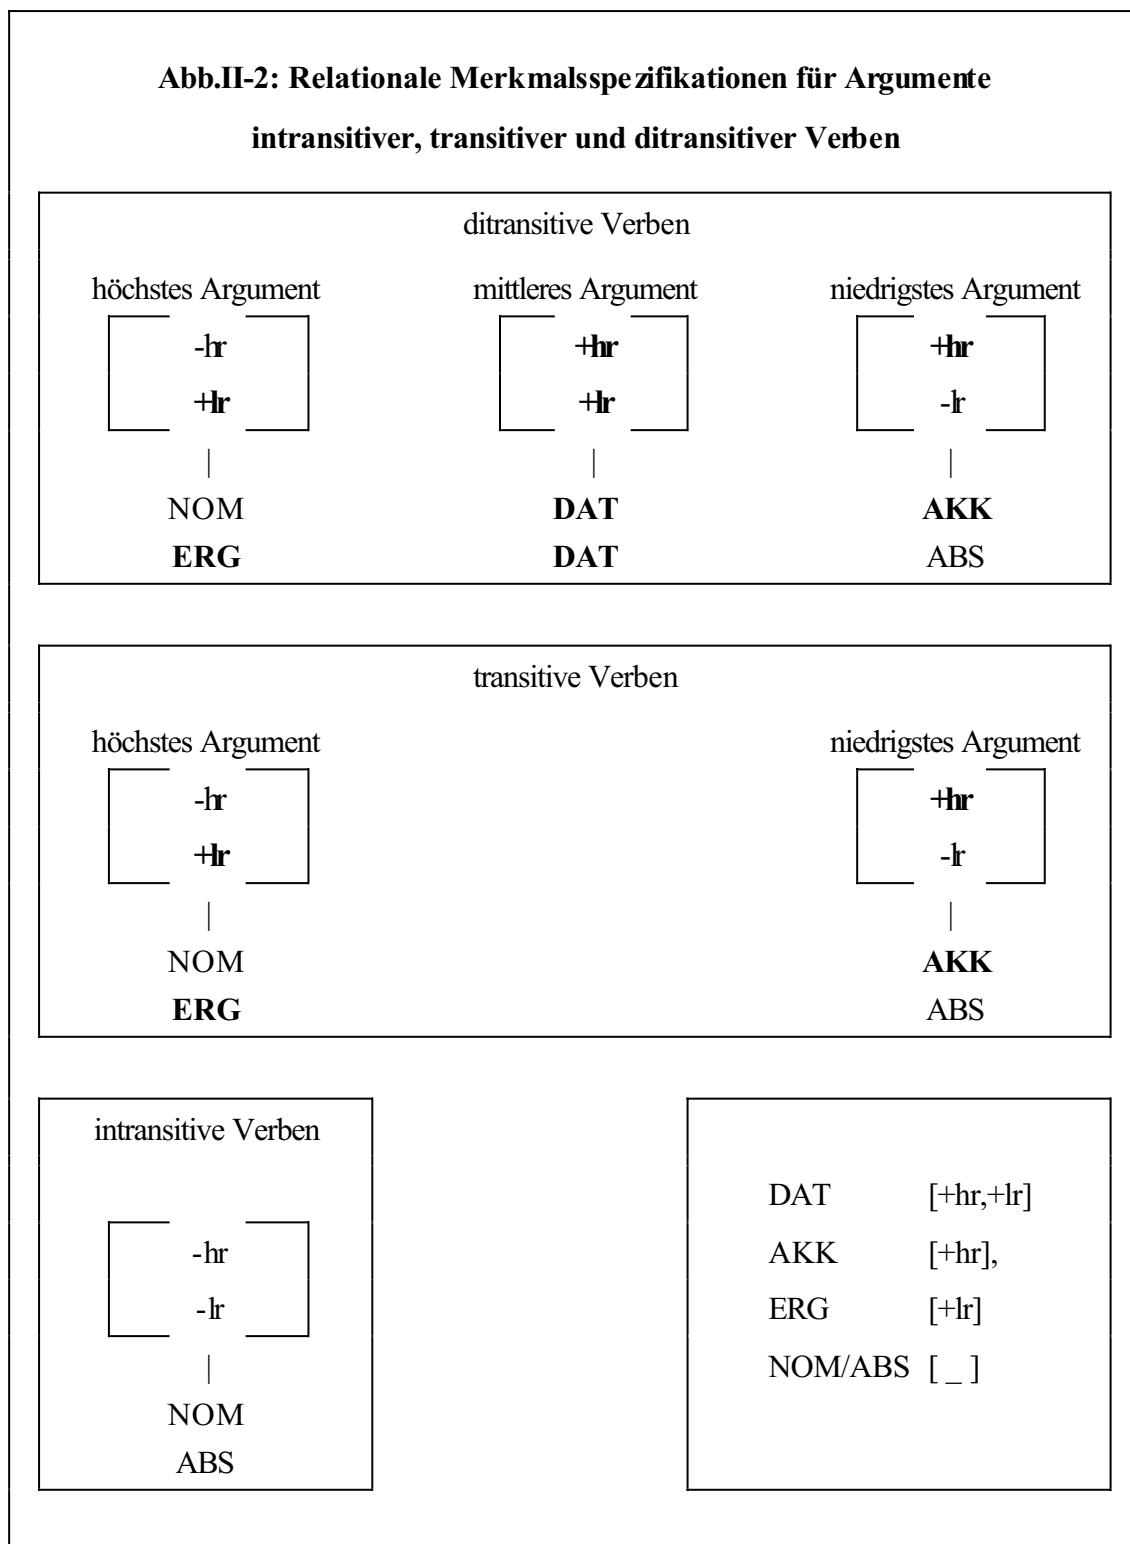 Abb.II-2: Relationale Merkmalsspezifikationen für Argumente
intransitiver, transitiver und ditransitiver Verben
ditransitive Verben
höchstes Argument mittleres Argument niedrigstes Argument
-hr +hr +hr
+lr +lr -lr
| | |
NOM DAT AKK
ERG DAT ABS
transitive Verben
höchstes Argument niedrigstes Argument
-hr +hr
+lr -lr
| |
NOM AKK
ERG ABS
intransitive Verben
-hr
-lr
|
NOM
ABS
DAT [+hr,+lr]
AKK [+hr],
ERG [+lr]
NOM/ABS [ _ ]